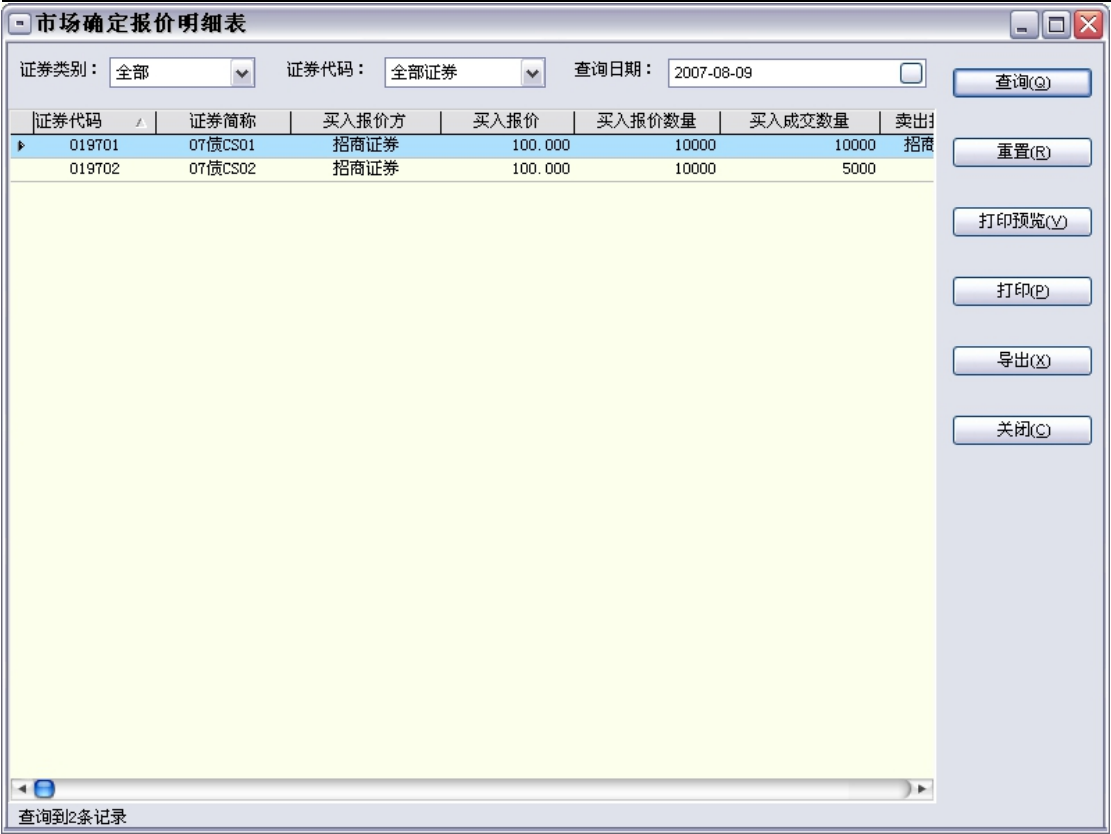 市场确定报价明细表
证券类别： 全部 证券代码： 全部证券 查询日期： 2007-08-09
查询(Q)
证券代码 证券简称 买入报价方 买入报价 买入报价数量 买入成交数量 卖出
019701 07债CS01 招商证券 100.000 10000 10000 招商
019702 07债CS02 招商证券 100.000 10000 5000
重置(R)
打印预览(V)
打印(P)
导出(X)
关闭(C)
查询到2条记录